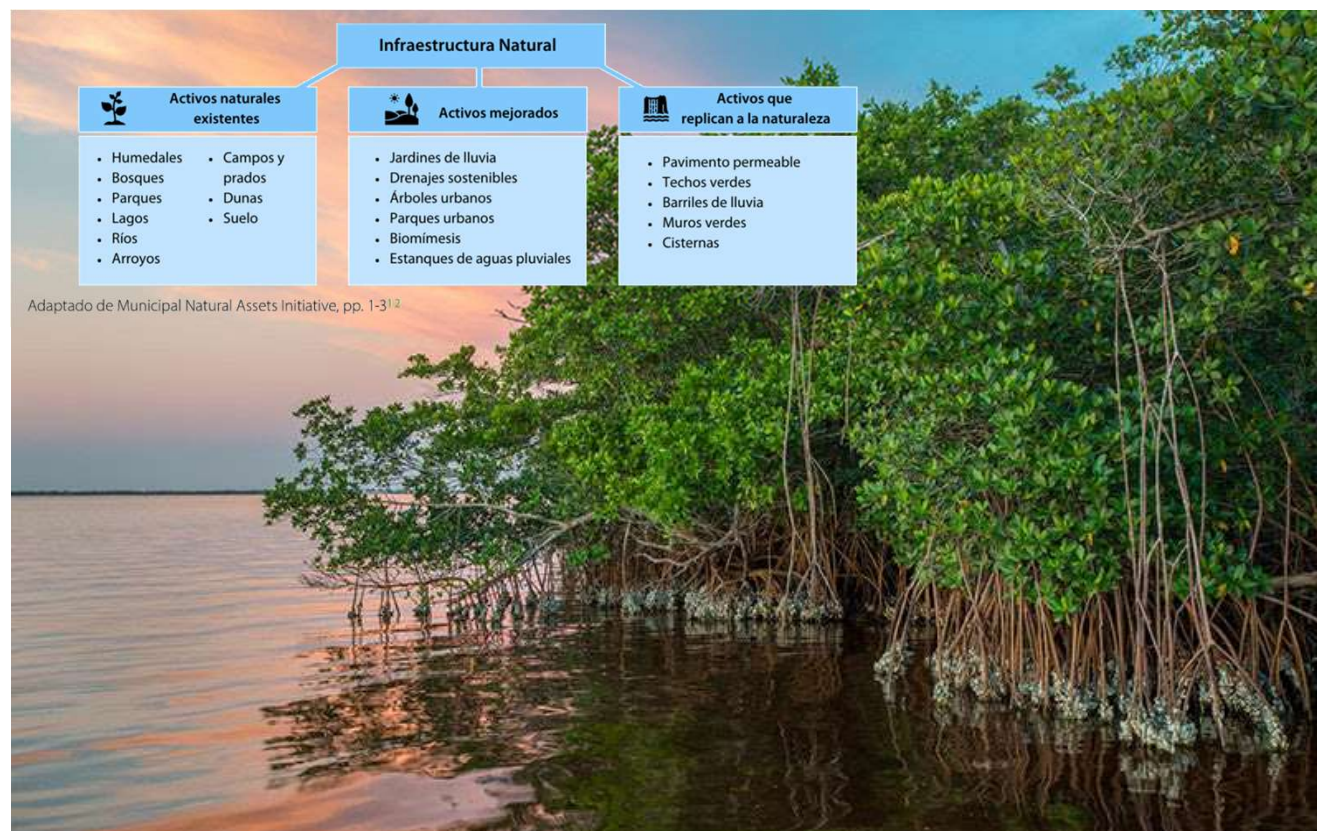 Infraestructura Natural
Activos naturales
existentes
• Humedales
• Bosques
• Parques
• Lagos
• Ríos
• Arroyos
• Campos y
prados
• Dunas
• Suelo
Activos mejorados
• Jardines de lluvia
• Drenajes sostenibles
• Árboles urbanos
• Parques urbanos
• Biomímesis
• Estanques de aguas pluviales
Activos que
replican a la naturaleza
• Pavimento permeable
• Techos verdes
• Barriles de lluvia
• Muros verdes
• Cisternas
Adaptado de Municipal Natural Assets Initiative, pp. 1-3¹²